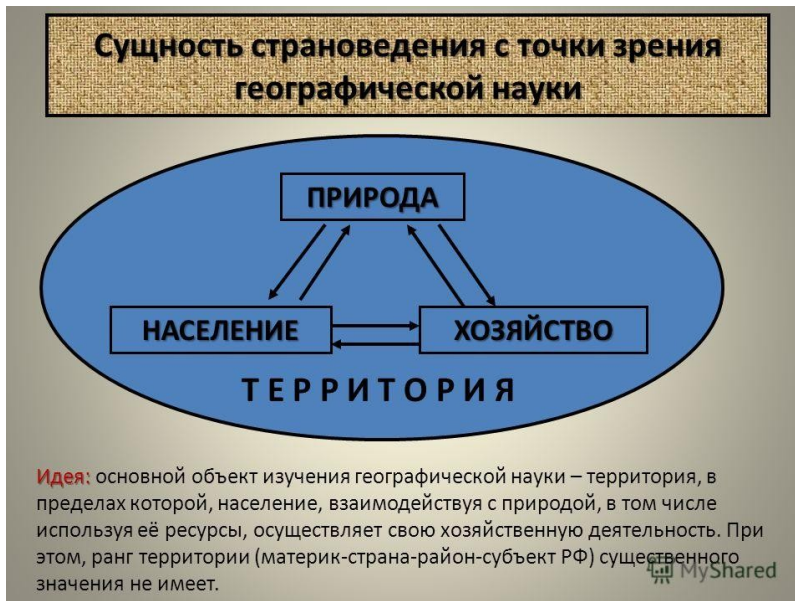 Сущность страноведения с точки зрения
географической науки
ПРИРОДА
НАСЕЛЕНИЕ
ХОЗЯЙСТВО
Т Е Р Р И Т О Р И Я
Идея: основной объект изучения географической науки – территория, в
пределах которой, население, взаимодействуя с природой, в том числе
используя её ресурсы, осуществляет свою хозяйственную деятельность. При
этом, ранг территории (материк-страна-район-субъект РФ) существенного
значения не имеет.
MyShared